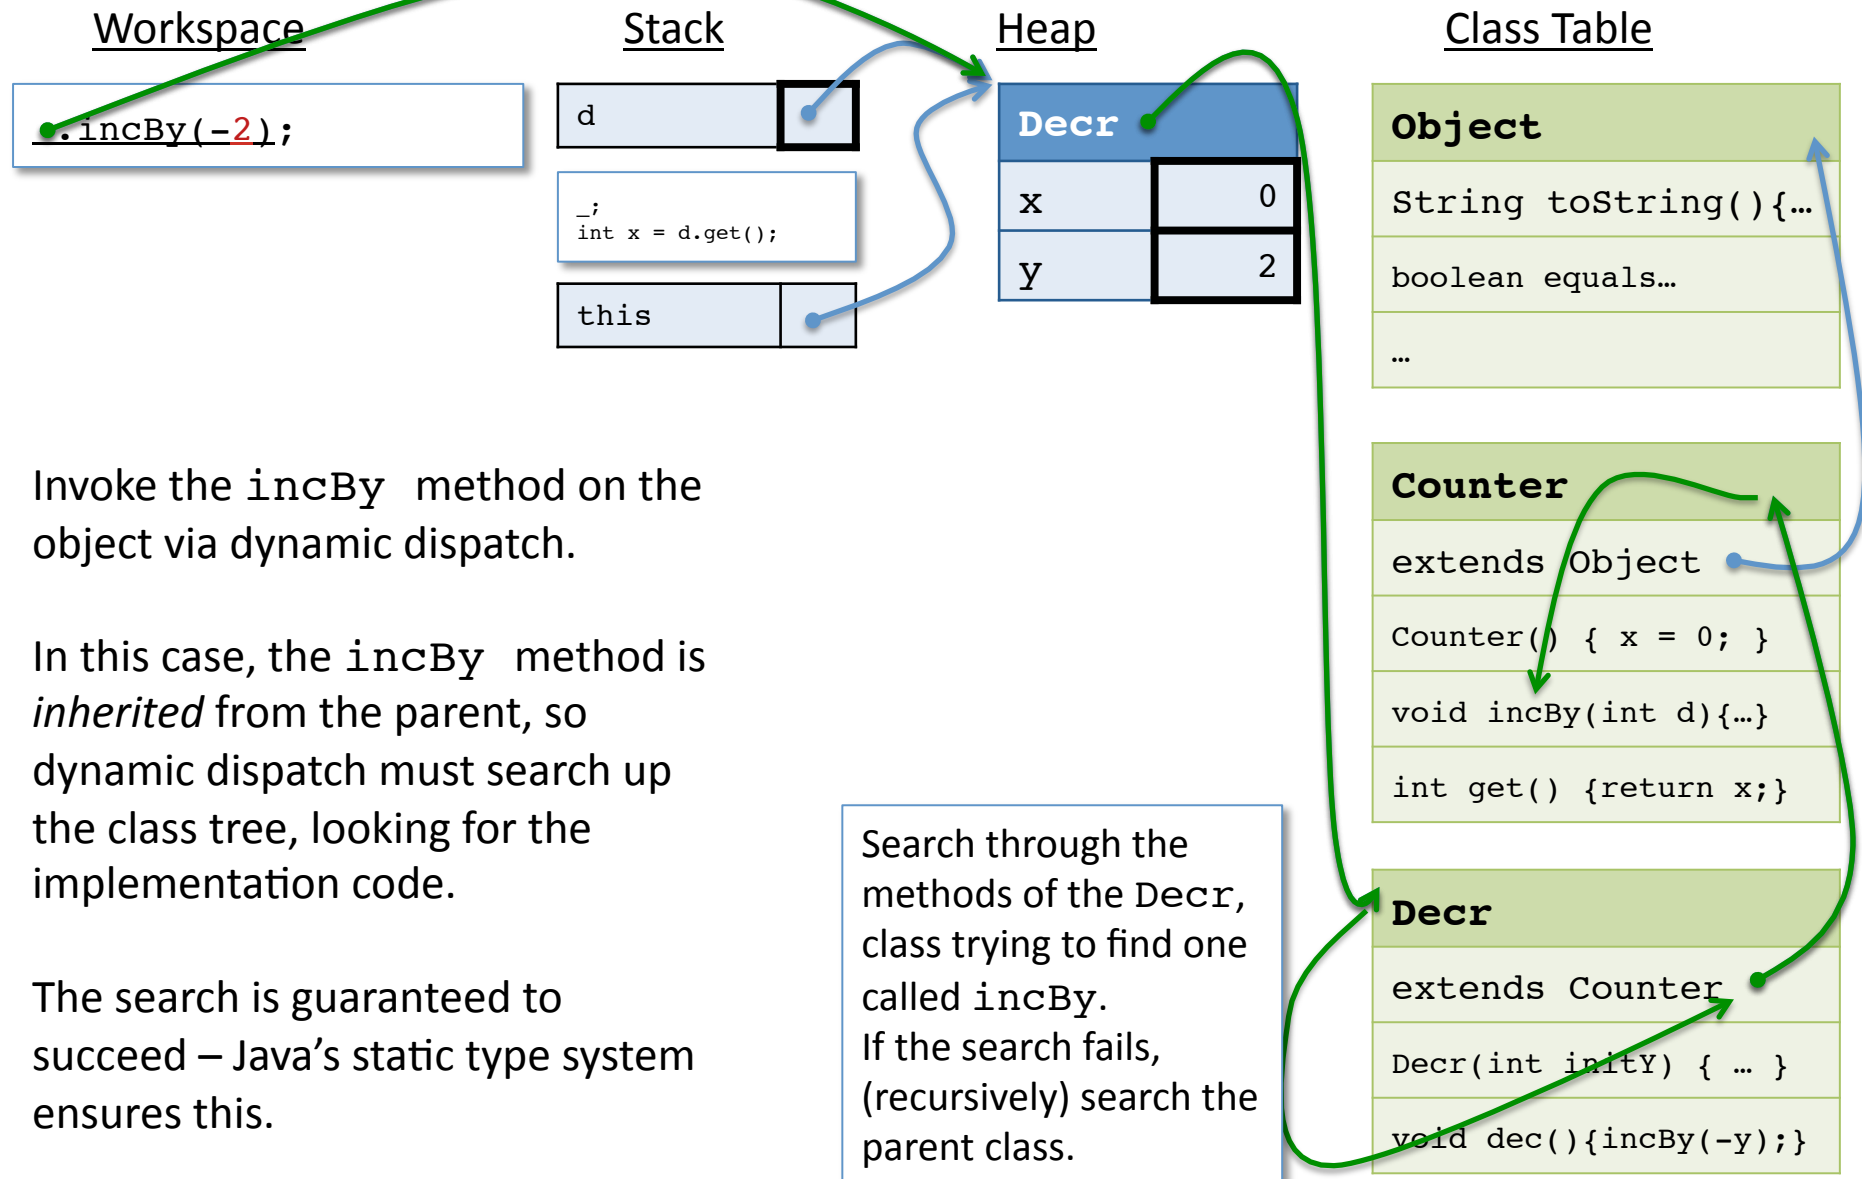 Workspace
Stack
Heap
Class Table
.incBy(-2);
d
_;
int x = d.get();
this
Decr
x 0
y 2
Object
String toString(){…
boolean equals…
…
Counter
extends Object
Counter() { x = 0; }
void incBy(int d){…}
int get() {return x;}
Decr
extends Counter
Decr(int initY) { … }
void dec(){incBy(-y);}
Invoke the incBy method on the
object via dynamic dispatch.
In this case, the incBy method is
inherited from the parent, so
dynamic dispatch must search up
the class tree, looking for the
implementation code.
The search is guaranteed to
succeed – Java’s static type system
ensures this.
Search through the
methods of the Decr,
class trying to find one
called incBy.
If the search fails,
(recursively) search the
parent class.